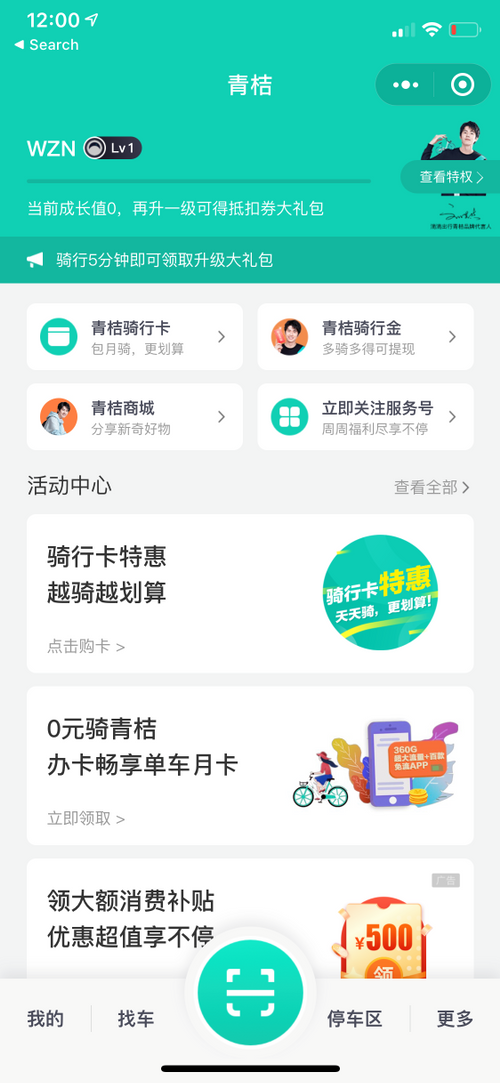 12:00
Search
青桔
WZN Lv1
查看特权
当前成长值0，再升一级可得抵扣券大礼包
滴滴出行青桔品牌代表人
骑行5分钟即可领取升级大礼包
青桔骑行卡
包月骑，更划算
青桔骑行金
多骑多得可提现
青桔商城
分享新奇好物
立即关注服务号
周周福利尽享不停
活动中心
查看全部
骑行卡特惠
越骑越划算
点击购卡 >
骑行卡特惠
天天骑，更划算!
0元骑青桔
办卡畅享单车月卡
立即领取 >
360G
超大流量+百款
免流APP
广告
领大额消费补贴
优惠超值享不停
¥500
领
我的
找车
停车区
更多